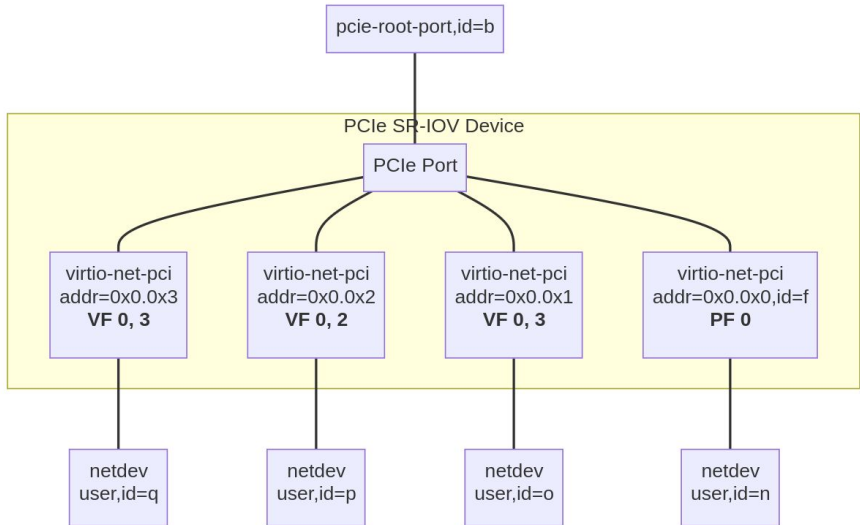 pcie-root-port,id=b
PCIe SR-IOV Device
PCIe Port
virtio-net-pci
addr=0x0.0x3
VF 0, 3
virtio-net-pci
addr=0x0.0x2
VF 0, 2
virtio-net-pci
addr=0x0.0x1
VF 0, 3
virtio-net-pci
addr=0x0.0x0,id=f
PF 0
netdev
user,id=q
netdev
user,id=p
netdev
user,id=o
netdev
user,id=n